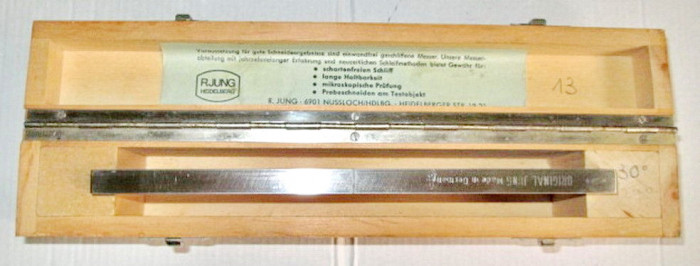 Voraussetzung für gute Schneidergebnisse sind einwandfrei geschliffene Messer. Unsere Messer-
abteilung mit jahrzehntelanger Erfahrung und neuzeitlichen Schleifmethoden bietet Gewähr für:
• schartenfreien Schliff
• lange Haltbarkeit
• mikroskopische Prüfung
• Probeschneiden am Testobjekt
R. JUNG · 6901 NUSSLOCH/HDLBG. · HEIDELBERGER STR.
R.JUNG
HEIDELBERG
13
ORIGINAL JUNG Made in Germany
30°